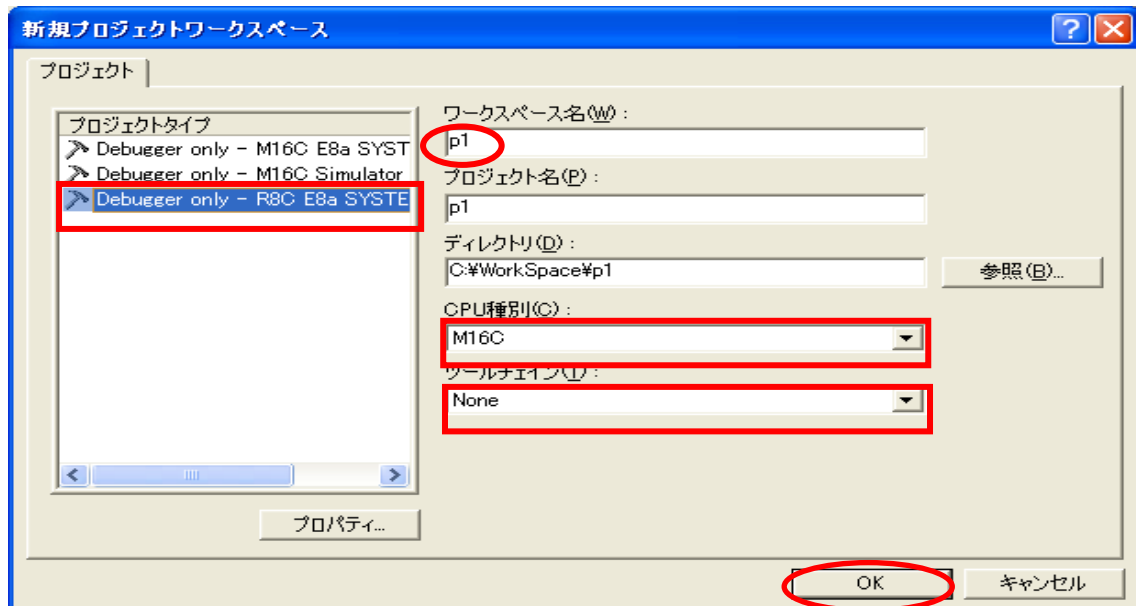 新規プロジェクトワークスペース
プロジェクト
プロジェクトタイプ
Debugger only - M16C E8a SYST
Debugger only - M16C Simulator
Debugger only - R8C E8a SYSTE
プロパティ...
ワークスペース名(W):
p1
プロジェクト名(P):
p1
ディレクトリ(D):
C:¥WorkSpace¥p1
参照(B)...
CPU種別(C):
M16C
ツールチェイン(T):
None
OK
キャンセル